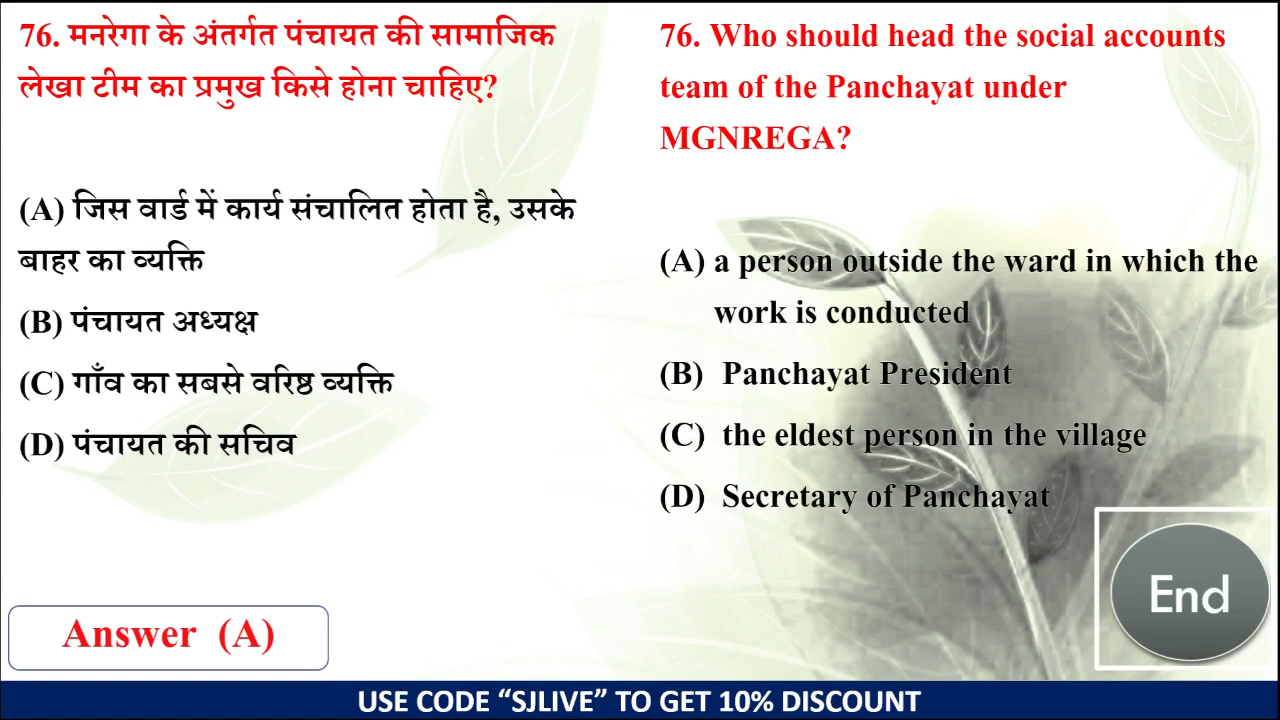 76. मनरेगा के अंतर्गत पंचायत की सामाजिक
लेखा टीम का प्रमुख किसे होना चाहिए?
(A) जिस वार्ड में कार्य संचालित होता है, उसके
बाहर का व्यक्ति
(B) पंचायत अध्यक्ष
(C) गाँव का सबसे वरिष्ठ व्यक्ति
(D) पंचायत की सचिव
76. Who should head the social accounts
team of the Panchayat under
MGNREGA?
(A) a person outside the ward in which the
work is conducted
(B) Panchayat President
(C) the eldest person in the village
(D) Secretary of Panchayat
Answer (A)
End
USE CODE “SJLIVE” TO GET 10% DISCOUNT